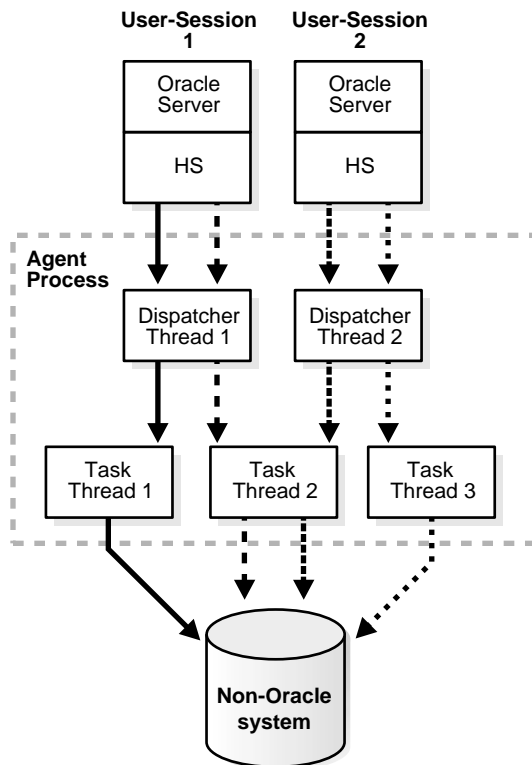 User-Session
1
User-Session
2
Oracle
Server
Oracle
Server
HS
HS
Agent
Process
Dispatcher
Thread 1
Dispatcher
Thread 2
Task
Thread 1
Task
Thread 2
Task
Thread 3
Non-Oracle
system